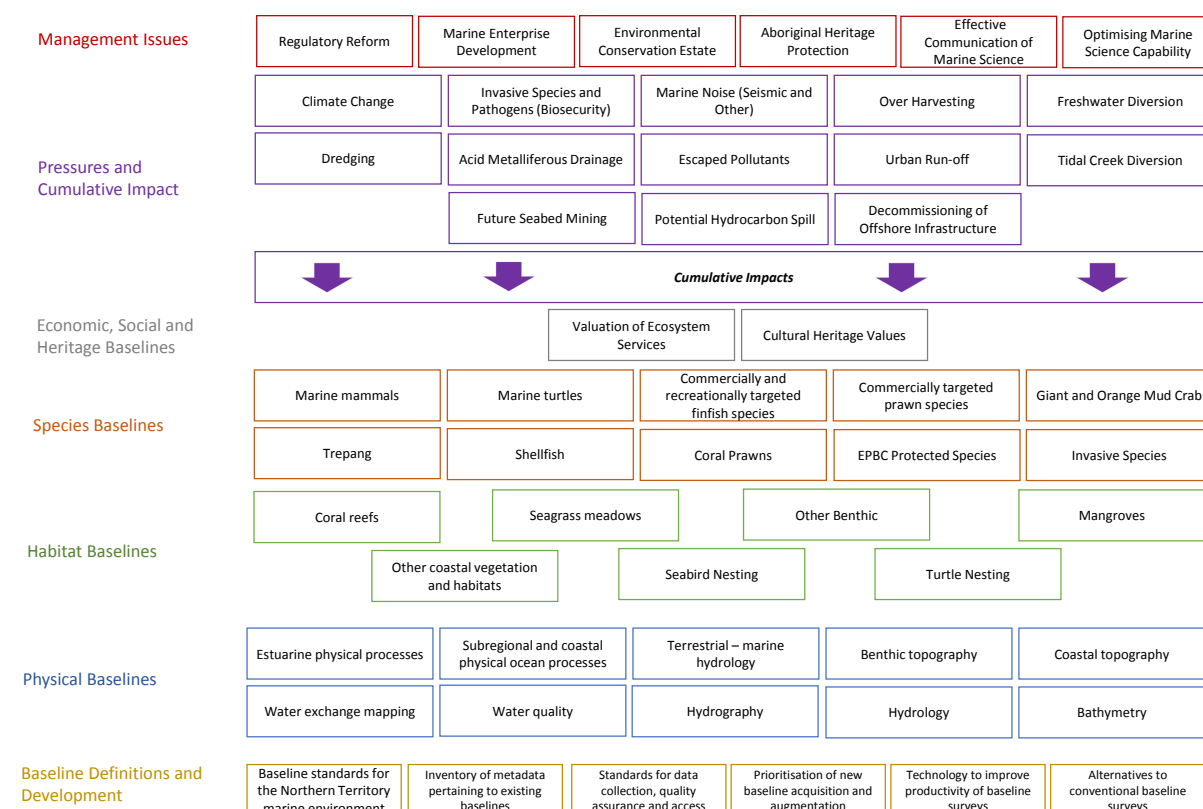 Management Issues
Regulatory Reform
Marine Enterprise
Development
Environmental
Conservation Estate
Aboriginal Heritage
Protection
Effective
Communication of
Marine Science
Optimising Marine
Science Capability
Pressures and
Cumulative Impact
Climate Change
Invasive Species and
Pathogens (Biosecurity)
Marine Noise (Seismic and
Other)
Over Harvesting
Freshwater Diversion
Dredging
Acid Metalliferous Drainage
Escaped Pollutants
Urban Run-off
Tidal Creek Diversion
Future Seabed Mining
Potential Hydrocarbon Spill
Decommissioning of
Offshore Infrastructure
Cumulative Impacts
Economic, Social and
Heritage Baselines
Valuation of Ecosystem
Services
Cultural Heritage Values
Species Baselines
Marine mammals
Marine turtles
Commercially and
recreationally targeted
finfish species
Commercially targeted
prawn species
Giant and Orange Mud Crab
Trepang
Shellfish
Coral Prawns
EPBC Protected Species
Invasive Species
Habitat Baselines
Coral reefs
Seagrass meadows
Other Benthic
Mangroves
Other coastal vegetation
and habitats
Seabird Nesting
Turtle Nesting
Physical Baselines
Estuarine physical processes
Subregional and coastal
physical ocean processes
Terrestrial – marine
hydrology
Benthic topography
Coastal topography
Water exchange mapping
Water quality
Hydrography
Hydrology
Bathymetry
Baseline Definitions and
Development
Baseline standards for
the Northern Territory
marine environment
Inventory of metadata
pertaining to existing
baselines
Standards for data
collection, quality
assurance and access
Prioritisation of new
baseline acquisition and
augmentation
Technology to improve
productivity of baseline
surveys
Alternatives to
conventional baseline
surveys